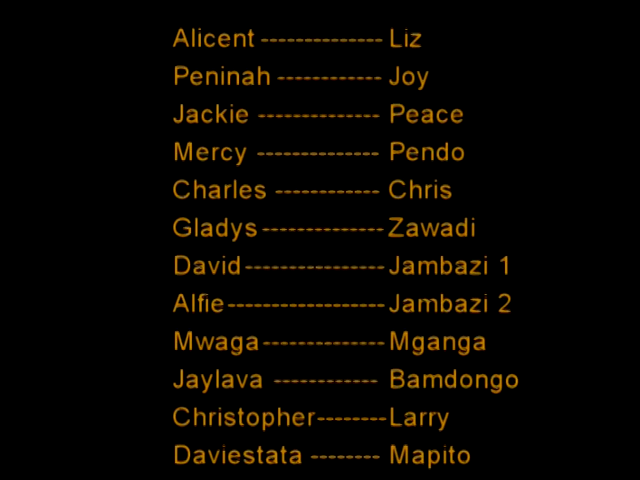 Alicent -------------- Liz
Peninah ------------ Joy
Jackie -------------- Peace
Mercy -------------- Pendo
Charles ------------ Chris
Gladys-------------- Zawadi
David----------------Jambazi 1
Alfie------------------Jambazi 2
Mwaga--------------Mganga
Jaylava ------------ Bamdongo
Christopher--------Larry
Daviestata -------- Mapito